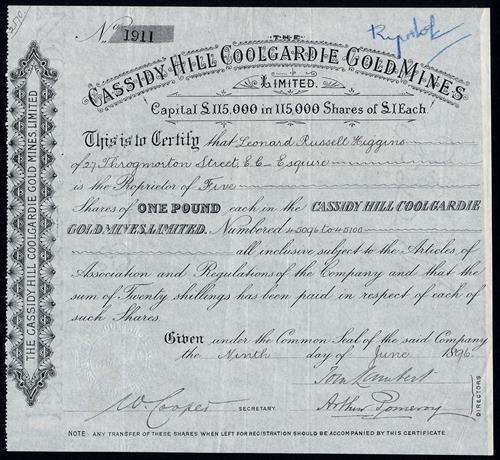 THE
Nº 1911
CASSIDY HILL COOLGARDIE GOLD MINES
LIMITED.
Capital £115,000 in 115,000 Shares of £1 Each.
This is to Certify that Leonard Russell Higgins
of 27 Throgmorton Street, E.C. Esquire
is the Proprietor of Five
Shares of ONE POUND each in the CASSIDY HILL COOLGARDIE
GOLD MINES, LIMITED. Numbered 45096 to 45100
all inclusive subject to the Articles of
Association and Regulations of the Company and that the
sum of Twenty shillings has been paid in respect of each of
such Shares.
Given under the Common Seal of the said Company
the Ninth day of June 1896.
Tom Lambert
W. Cooper SECRETARY. Arthur Pomeroy
DIRECTORS
NOTE - ANY TRANSFER OF THESE SHARES WHEN LEFT FOR REGISTRATION SHOULD BE ACCOMPANIED BY THIS CERTIFICATE.
THE CASSIDY HILL COOLGARDIE GOLD MINES, LIMITED